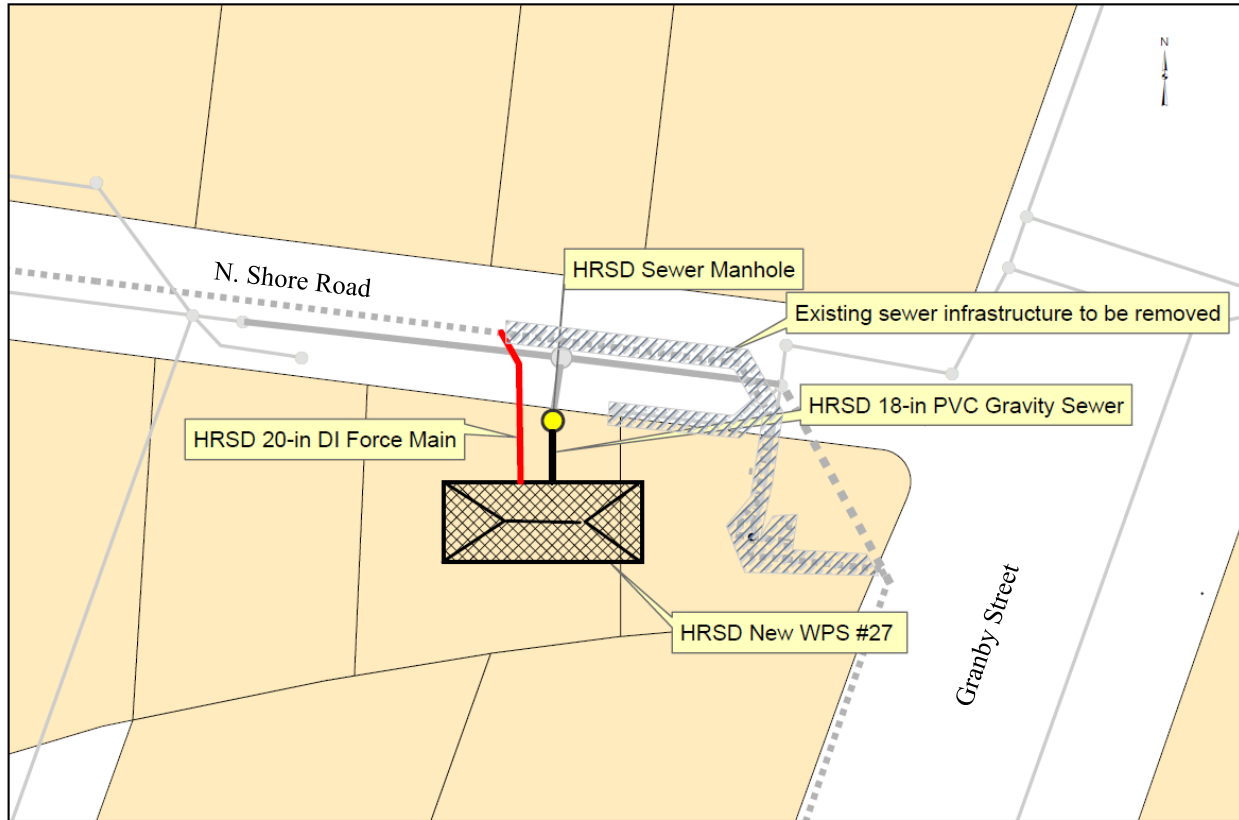 N
HRSD Sewer Manhole
N. Shore Road
Existing sewer infrastructure to be removed
HRSD 18-in PVC Gravity Sewer
HRSD 20-in DI Force Main
HRSD New WPS #27
Granby Street